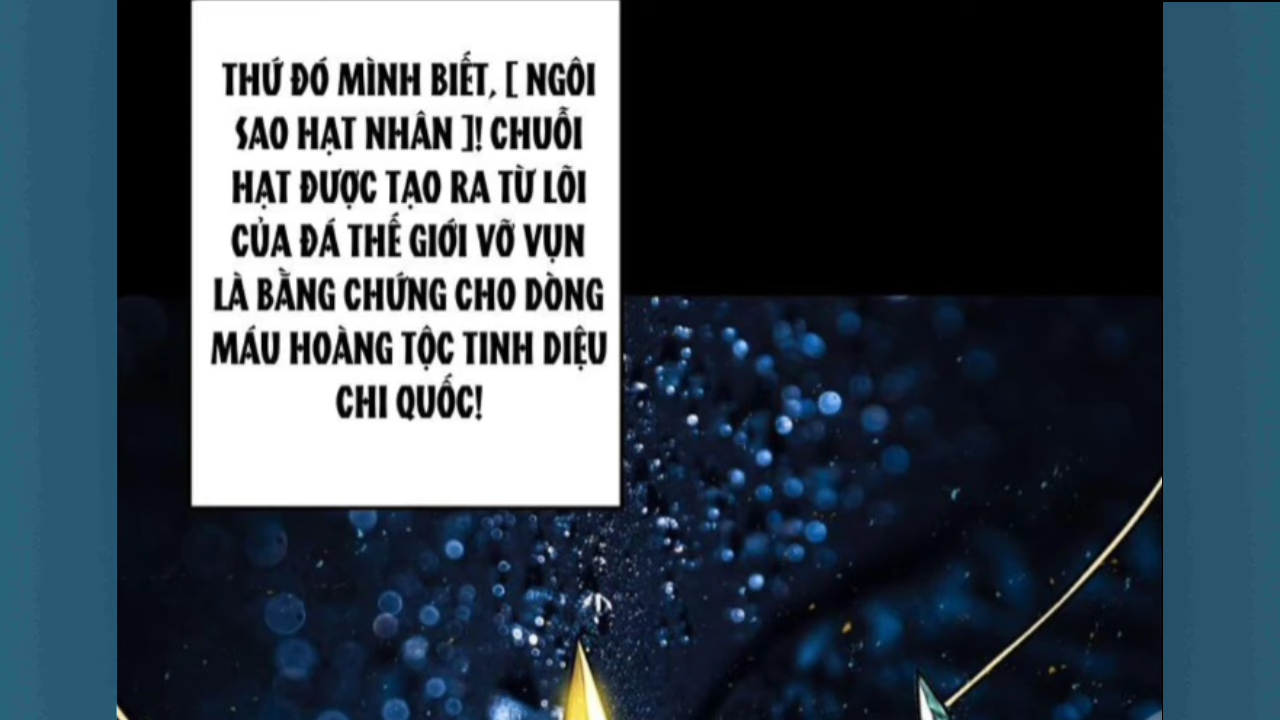 THỨ ĐÓ MÌNH BIẾT, [ NGÔI
SAO HẠT NHÂN ]! CHUỖI
HẠT ĐƯỢC TẠO RA TỪ LÕI
CỦA ĐÁ THẾ GIỚI VỠ VỤN
LÀ BẰNG CHỨNG CHO DÒNG
MÁU HOÀNG TỘC TINH DIỆU
CHI QUỐC!